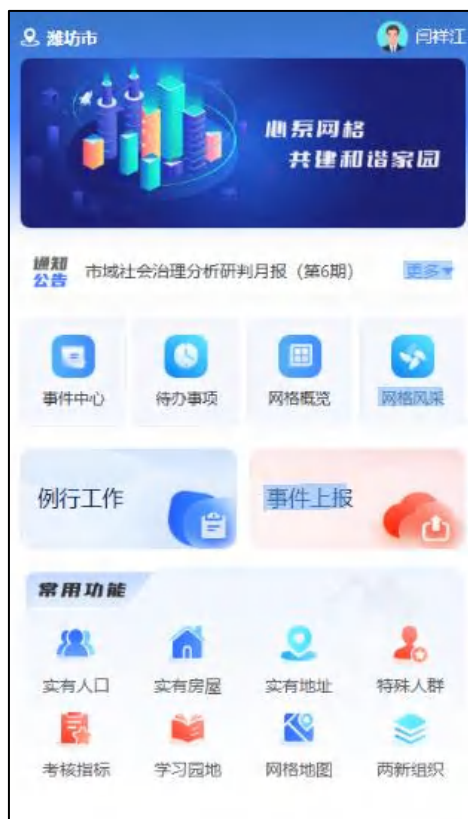 潍坊市 闫祥江
心系网格
共建和谐家园
通知
公告
市域社会治理分析研判月报（第6期） 更多
事件中心 待办事项 网格概览 网格风采
例行工作 事件上报
常用功能
实有人口 实有房屋 实有地址 特殊人群
考核指标 学习园地 网格地图 两新组织